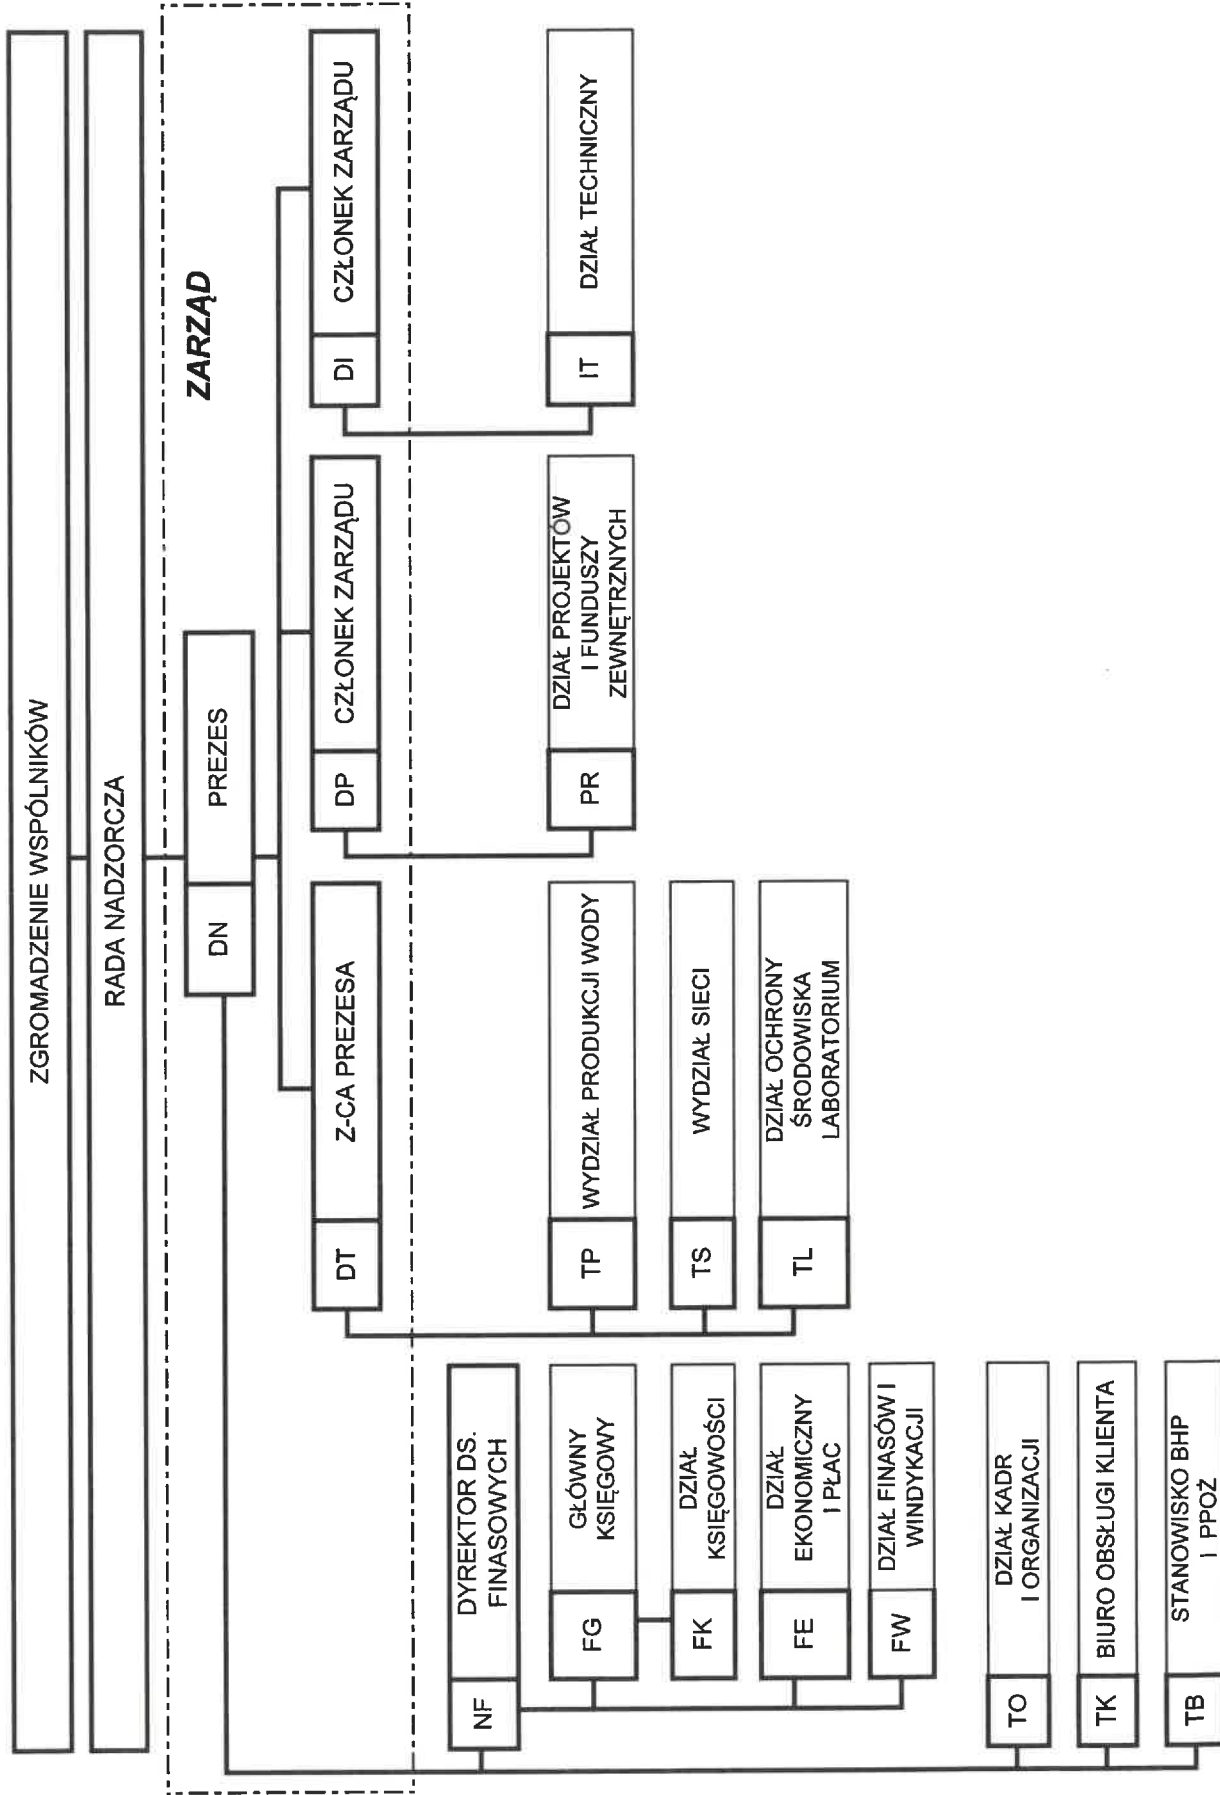 ZGROMADZENIE WSPÓLNIKÓW
RADA NADZORCZA
ZARZĄD
DN
PREZES
DT
Z-CA PREZESA
DP
CZŁONEK ZARZĄDU
DI
CZŁONEK ZARZĄDU
NF
DYREKTOR DS.
FINASOWYCH
FG
GŁÓWNY
KSIĘGOWY
FK
DZIAŁ
KSIĘGOWOŚCI
FE
DZIAŁ
EKONOMICZNY
I PŁAC
FW
DZIAŁ FINASÓW I
WINDYKACJI
TO
DZIAŁ KADR
I ORGANIZACJI
TK
BIURO OBSŁUGI KLIENTA
TB
STANOWISKO BHP
I PPOŻ
TP
WYDZIAŁ PRODUKCJI WODY
TS
WYDZIAŁ SIECI
TL
DZIAŁ OCHRONY
ŚRODOWISKA
LABORATORIUM
PR
DZIAŁ PROJEKTÓW
I FUNDUSZY
ZEWNĘTRZNYCH
IT
DZIAŁ TECHNICZNY